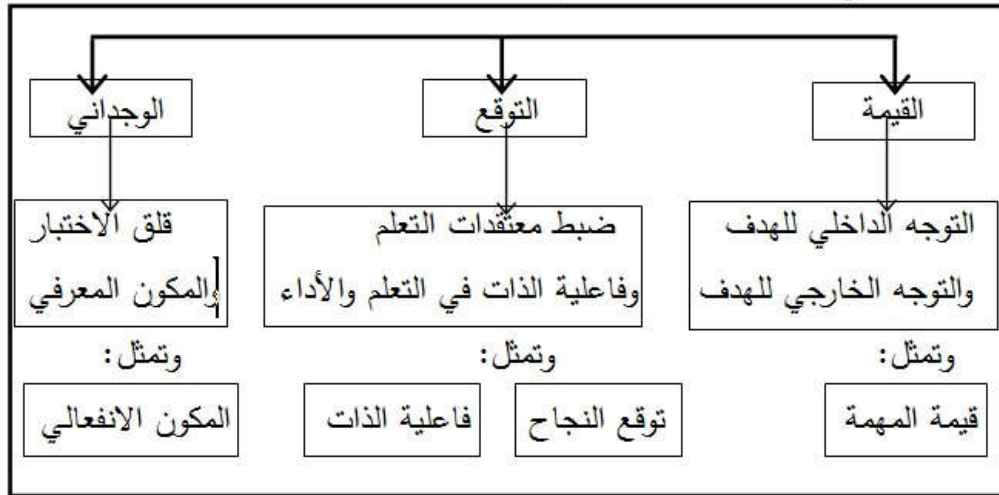 القيمة
التوقع
الوجداني
التوجه الداخلي للهدف
والتوجه الخارجي للهدف
ضبط معتقدات التعلم
وفاعلية الذات في التعلم والأداء
قلق الاختبار
والمكون المعرفي
وتمثل:
وتمثل:
وتمثل:
قيمة المهمة
توقع النجاح
فاعلية الذات
المكون الانفعالي